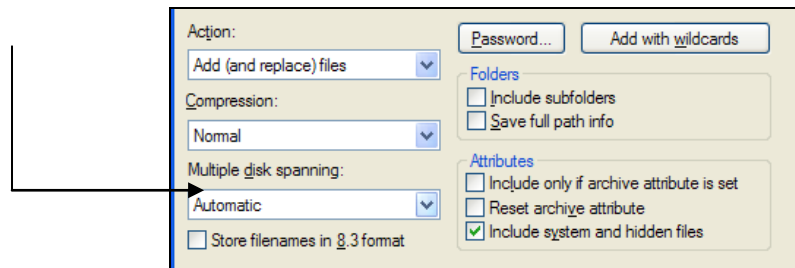 Action:
Add (and replace) files
Compression:
Normal
Multiple disk spanning:
Automatic
Store filenames in 8.3 format
Password...
Add with wildcards
Folders
Include subfolders
Save full path info
Attributes
Include only if archive attribute is set
Reset archive attribute
Include system and hidden files